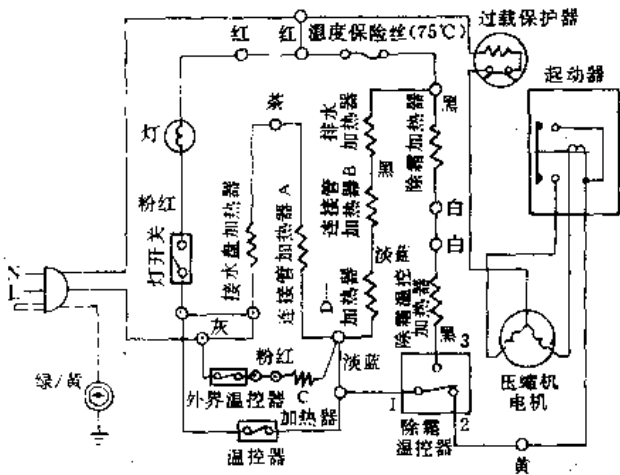 过载保护器
红
红
温度保险丝(75℃)
起动器
紫
排水
加热器
黑
除霜加热器
灯
黑
粉红
接水盘加热器
连接管加热器A
连接管
加热器B
白
白
灯开关
淡蓝
N
L
D
加热器
除霜温控
加热器
灰
黑
3
粉红
淡蓝
绿/黄
C
外界温控器
加热器
1
2
压缩机
电机
温控器
除霜
温控器
黄